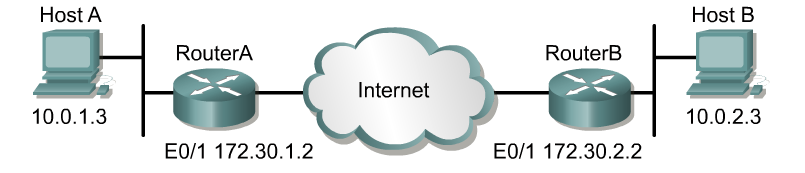 Host A
Host B
RouterA
RouterB
Internet
10.0.1.3
10.0.2.3
E0/1 172.30.1.2
E0/1 172.30.2.2